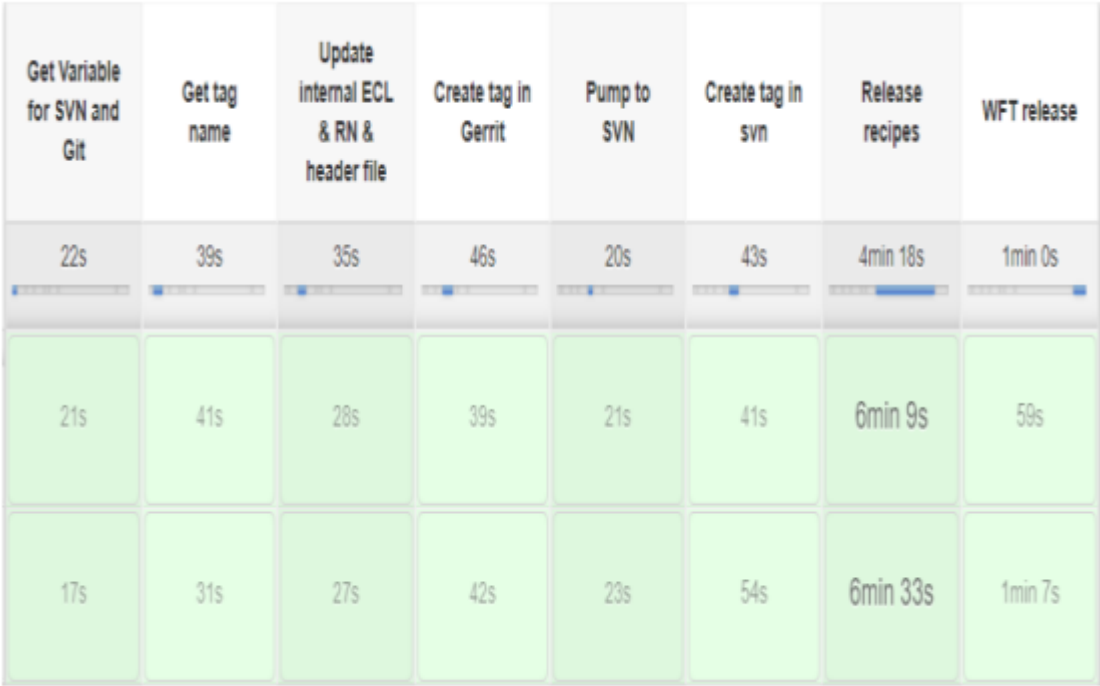 Get Variable
for SVN and
Git
Get tag
name
Update
internal ECL
& RN &
header file
Create tag in
Gerrit
Pump to
SVN
Create tag in
svn
Release
recipes
WFT release
22s 39s 35s 46s 20s 43s 4min 18s 1min 0s
21s 41s 28s 39s 21s 41s 6min 9s 59s
17s 31s 27s 42s 23s 54s 6min 33s 1min 7s